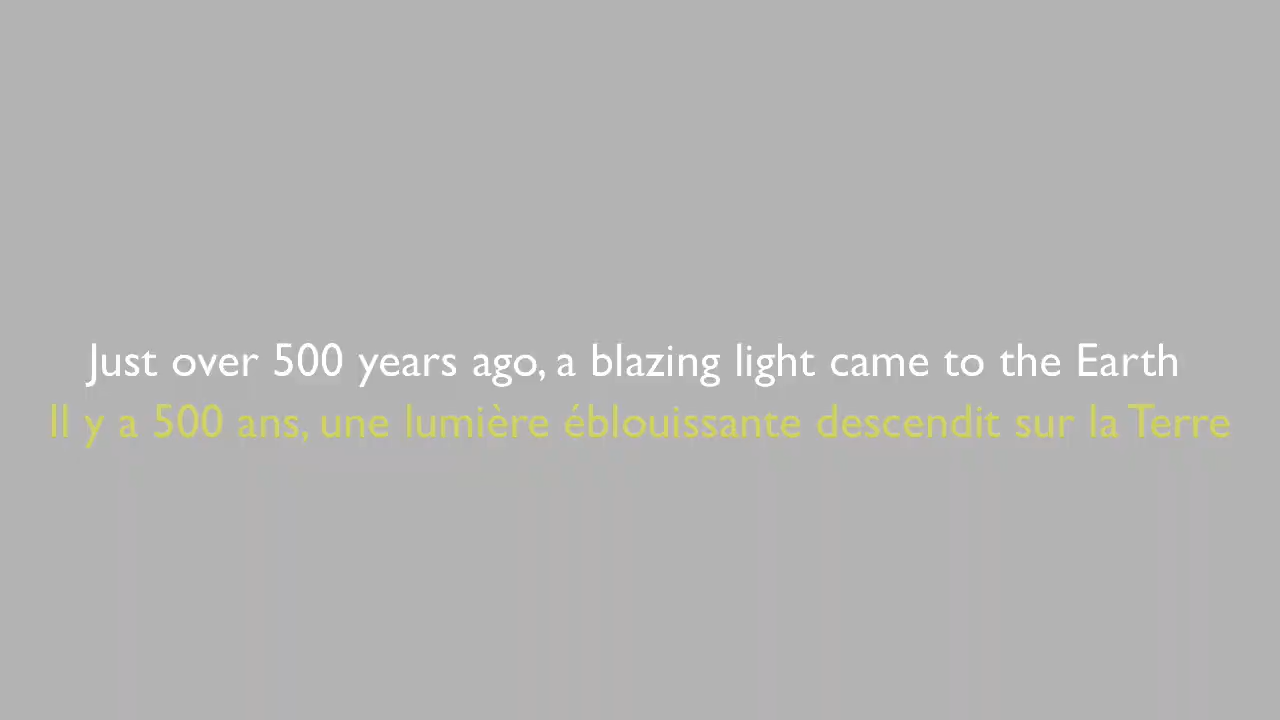 Just over 500 years ago, a blazing light came to the Earth
Il y a 500 ans, une lumière éblouissante descendit sur la Terre